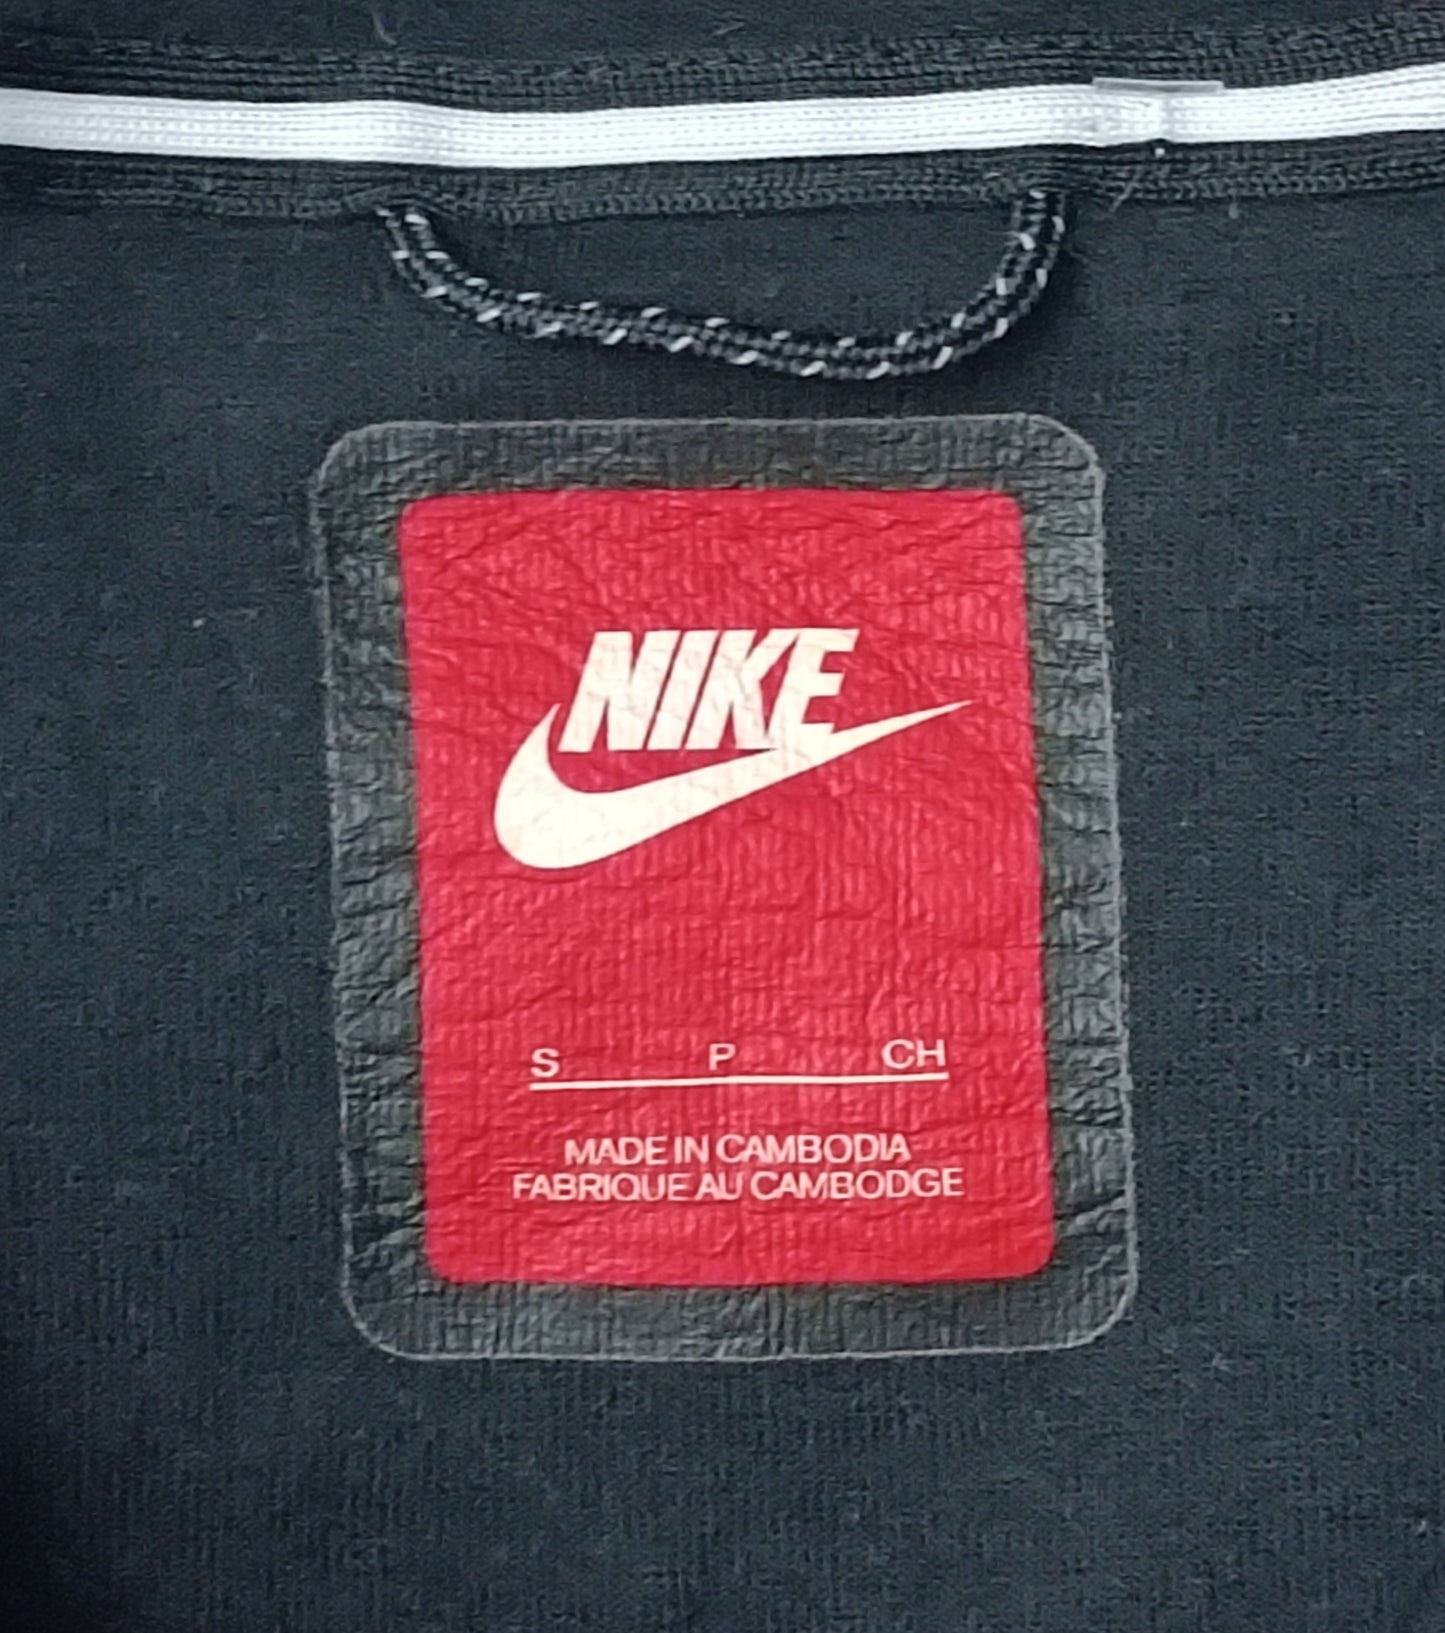 NIKE
S P CH
MADE IN CAMBODIA
FABRIQUE AU CAMBODGE